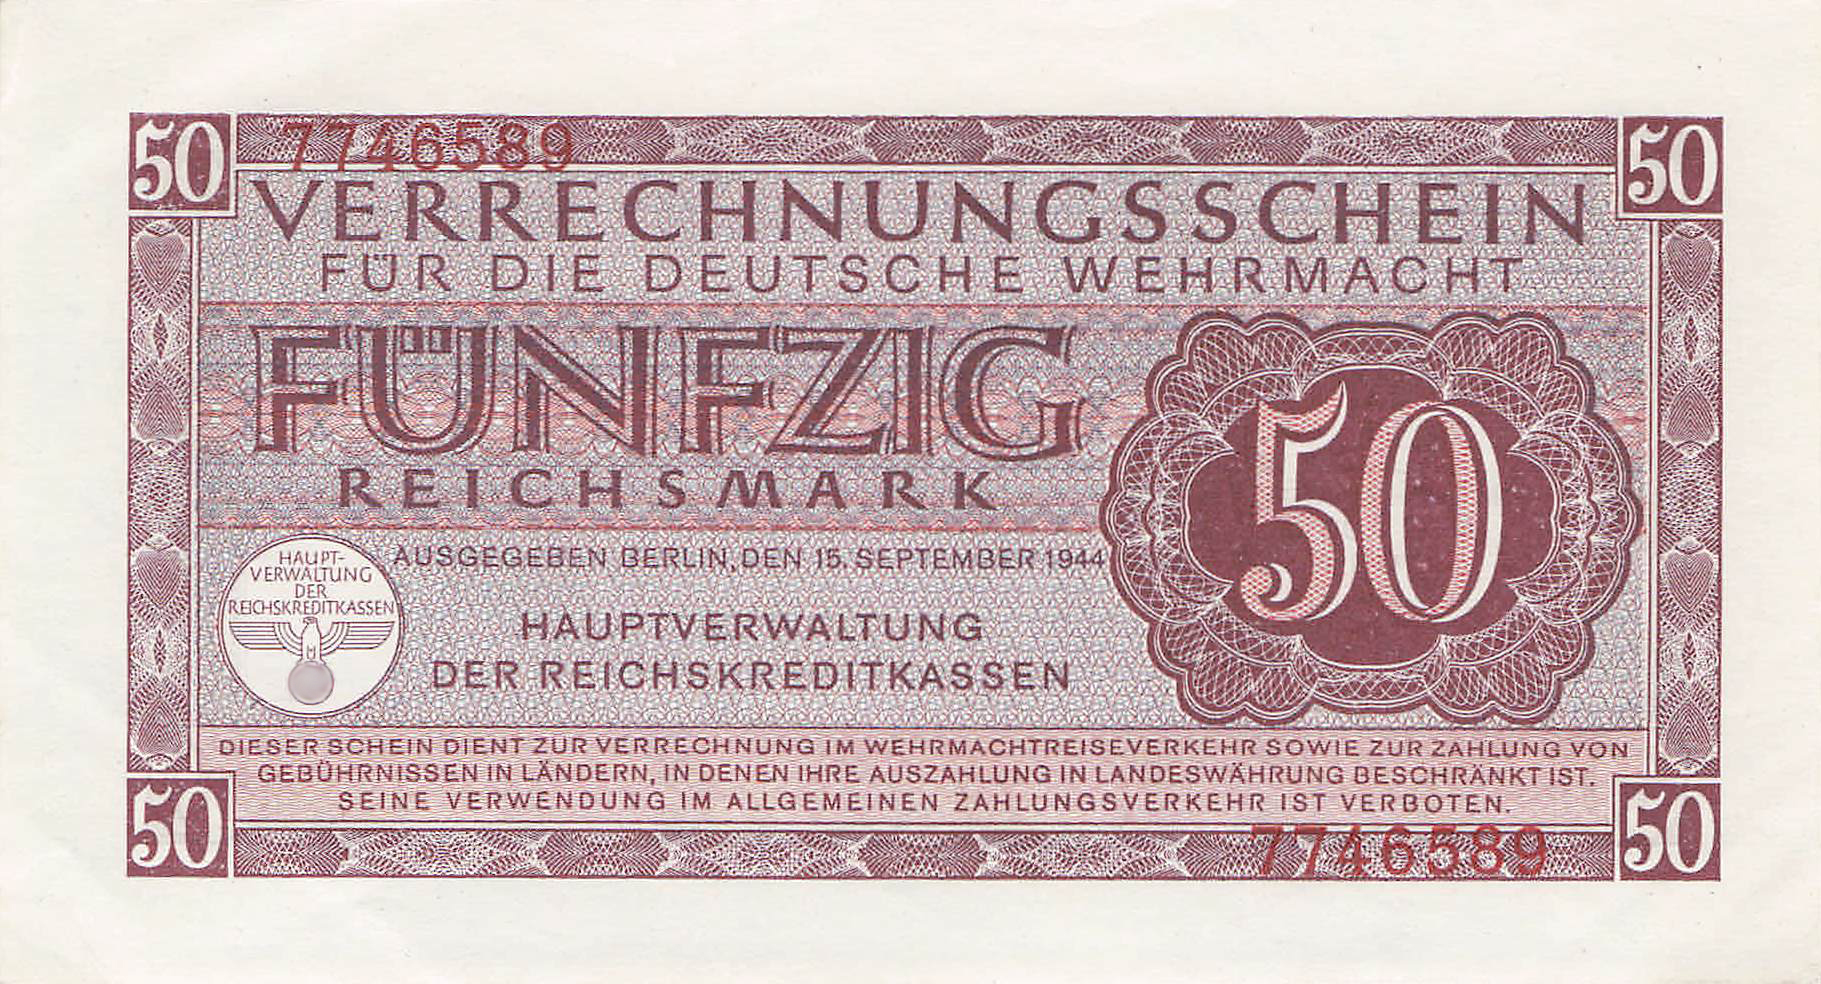 50
7746589
50
VERRECHNUNGSSCHEIN
FÜR DIE DEUTSCHE WEHRMACHT
FÜNFZIG
REICHSMARK
50
HAUPT-
VERWALTUNG
DER
REICHSKREDITKASSEN
AUSGEGEBEN BERLIN, DEN 15. SEPTEMBER 1944
HAUPTVERWALTUNG
DER REICHSKREDITKASSEN
DIESER SCHEIN DIENT ZUR VERRECHNUNG IM WEHRMACHTREISEVERKEHR SOWIE ZUR ZAHLUNG VON
GEBÜHRNISSEN IN LÄNDERN, IN DENEN IHRE AUSZAHLUNG IN LANDESWÄHRUNG BESCHRÄNKT IST.
SEINE VERWENDUNG IM ALLGEMEINEN ZAHLUNGSVERKEHR IST VERBOTEN.
50
7746589
50